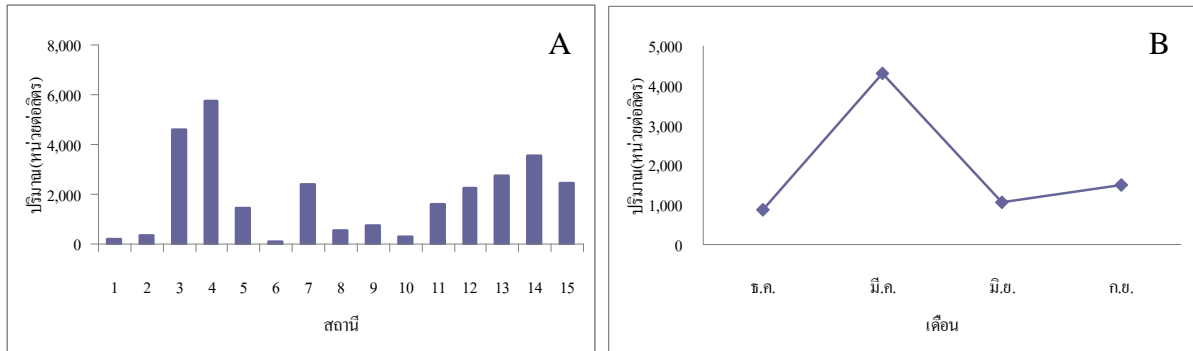 A
8,000
6,000
4,000
2,000
0
ปริมาณ(หน่วยต่อลิตร)
1 2 3 4 5 6 7 8 9 10 11 12 13 14 15
สถานี
B
5,000
4,000
3,000
2,000
1,000
0
ปริมาณ(หน่วยต่อลิตร)
ธ.ค. มี.ค. มิ.ย. ก.ย.
เดือน